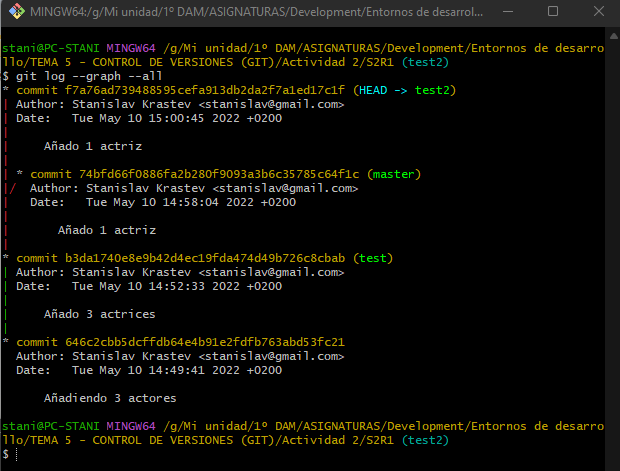 MINGW64:/g/Mi unidad/1º DAM/ASIGNATURAS/Development/Entornos de desarrol...
stani@PC-STANI MINGW64 /g/Mi unidad/1º DAM/ASIGNATURAS/Development/Entornos de desarro
llo/TEMA 5 - CONTROL DE VERSIONES (GIT)/Actividad 2/S2R1 (test2)
$ git log --graph --all
* commit f7a76ad739488595cefa913db2da2f7a1ed17c1f (HEAD -> test2)
| Author: Stanislav Krastev <stanislav@gmail.com>
| Date:   Tue May 10 15:00:45 2022 +0200
|
|     Añado 1 actriz
|
| * commit 74bfd66f0886fa2b280f9093a3b6c35785c64f1c (master)
|/  Author: Stanislav Krastev <stanislav@gmail.com>
|   Date:   Tue May 10 14:58:04 2022 +0200
|
|       Añado 1 actriz
|
* commit b3da1740e8e9b42d4ec19fda474d49b726c8cbab (test)
| Author: Stanislav Krastev <stanislav@gmail.com>
| Date:   Tue May 10 14:52:33 2022 +0200
|
|     Añado 3 actrices
|
* commit 646c2cbb5dcffdb64e4b91e2fdfb763abd53fc21
  Author: Stanislav Krastev <stanislav@gmail.com>
  Date:   Tue May 10 14:49:41 2022 +0200

      Añadiendo 3 actores

stani@PC-STANI MINGW64 /g/Mi unidad/1º DAM/ASIGNATURAS/Development/Entornos de desarro
llo/TEMA 5 - CONTROL DE VERSIONES (GIT)/Actividad 2/S2R1 (test2)
$